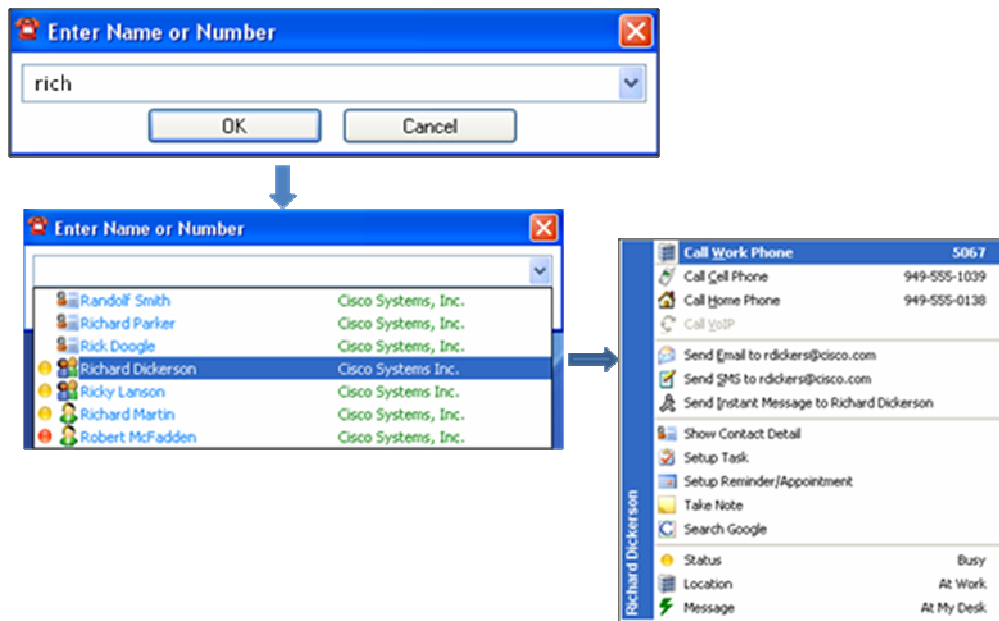 Enter Name or Number
rich
OK Cancel
Enter Name or Number
Randolf Smith Cisco Systems, Inc.
Richard Parker Cisco Systems, Inc.
Rick Doogle Cisco Systems, Inc.
Richard Dickerson Cisco Systems Inc.
Ricky Lanson Cisco Systems Inc.
Richard Martin Cisco Systems, Inc.
Robert McFadden Cisco Systems, Inc.
Call Work Phone 5067
Call Cell Phone 949-555-1039
Call Home Phone 949-555-0138
Call VoIP
Send Email to rdickers@cisco.com
Send SMS to rdickers@cisco.com
Send Instant Message to Richard Dickerson
Show Contact Detail
Setup Task
Setup Reminder/Appointment
Take Note
Search Google
Status Busy
Location At Work
Message At My Desk
Richard Dickerson